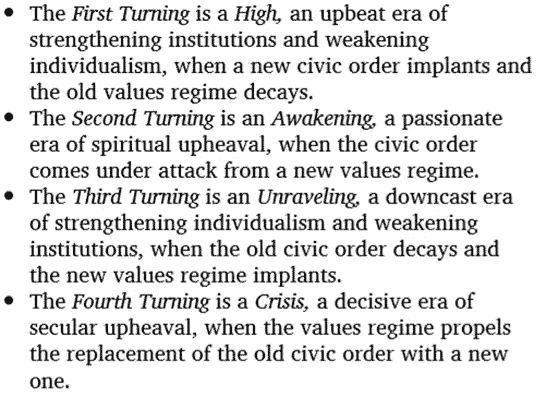 • The First Turning is a High, an upbeat era of
strengthening institutions and weakening
individualism, when a new civic order implants and
the old values regime decays.
• The Second Turning is an Awakening, a passionate
era of spiritual upheaval, when the civic order
comes under attack from a new values regime.
• The Third Turning is an Unraveling, a downcast era
of strengthening individualism and weakening
institutions, when the old civic order decays and
the new values regime implants.
• The Fourth Turning is a Crisis, a decisive era of
secular upheaval, when the values regime propels
the replacement of the old civic order with a new
one.